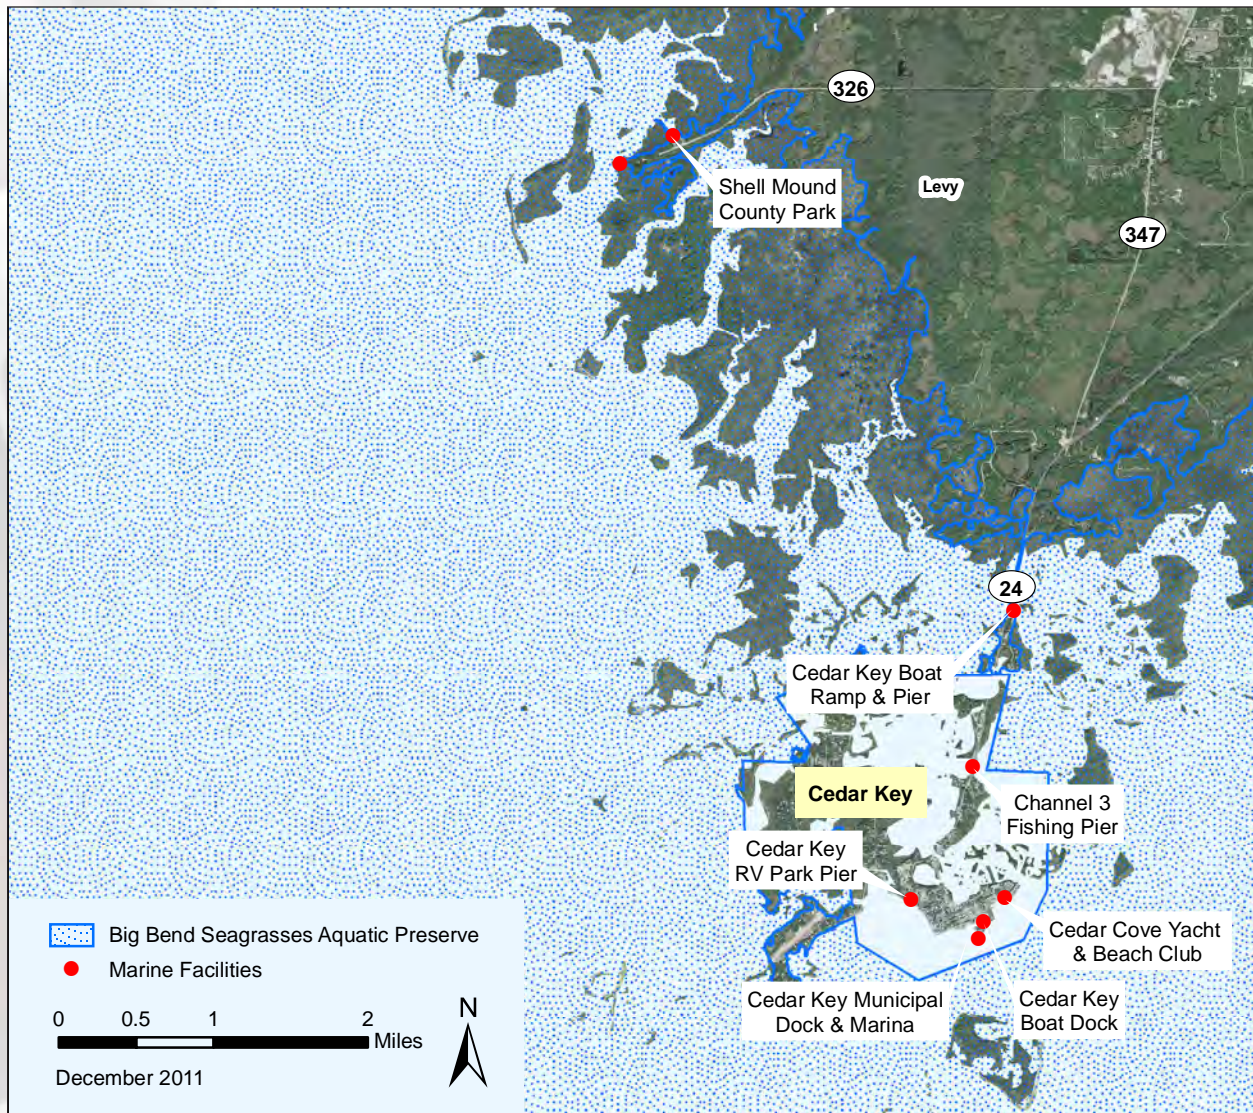 326
Shell Mound
County Park
Levy
347
24
Cedar Key Boat
Ramp & Pier
Cedar Key
Channel 3
Fishing Pier
Cedar Key
RV Park Pier
Cedar Cove Yacht
& Beach Club
Cedar Key Municipal
Dock & Marina
Cedar Key
Boat Dock
Big Bend Seagrasses Aquatic Preserve
Marine Facilities
0 0.5 1 2
Miles
N
December 2011